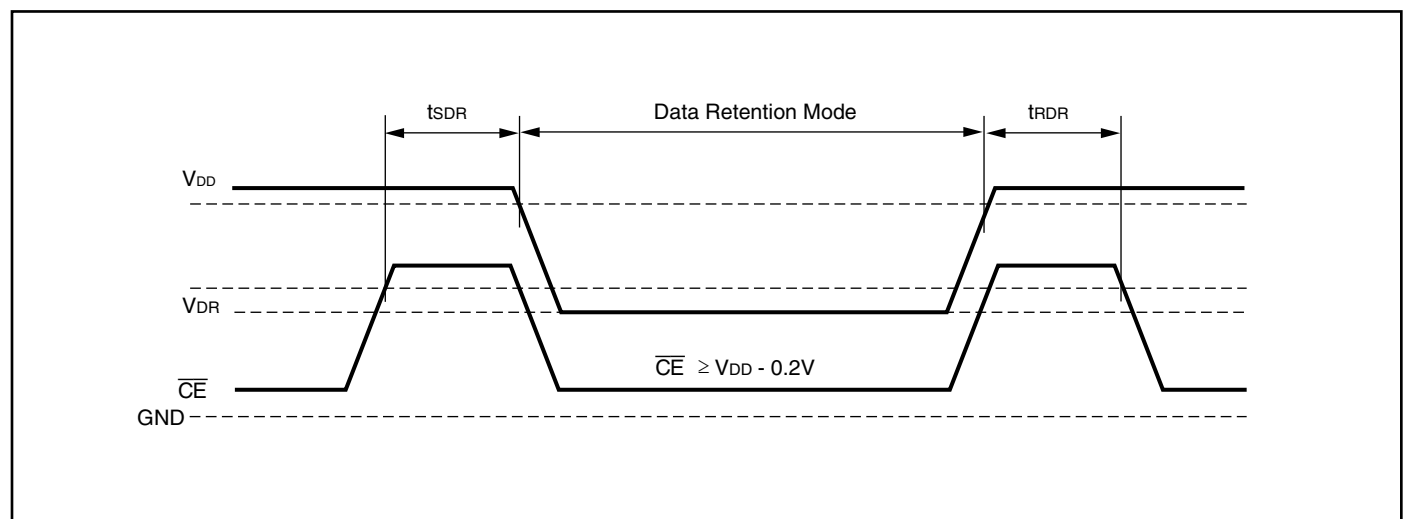 tSDR Data Retention Mode tRDR
VDD
VDR
CE ≥ VDD - 0.2V
CE
GND